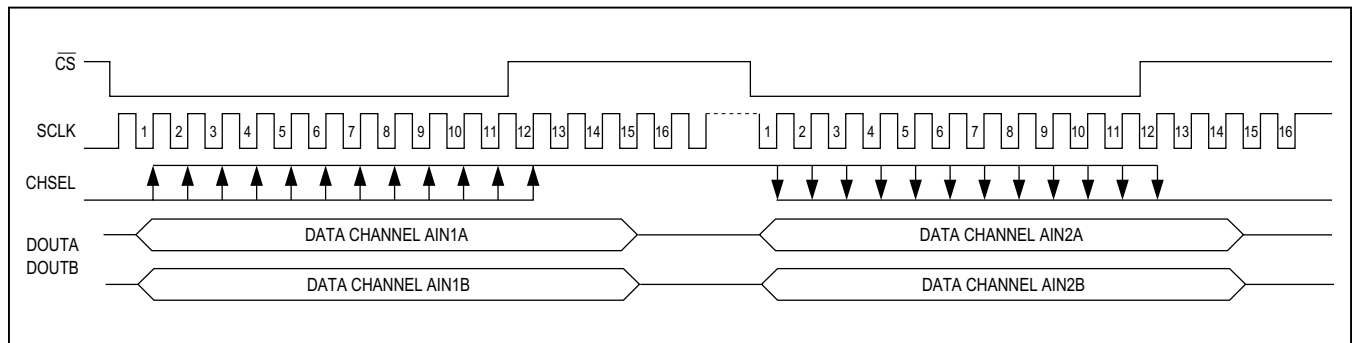 CS
SCLK 1 2 3 4 5 6 7 8 9 10 11 12 13 14 15 16 1 2 3 4 5 6 7 8 9 10 11 12 13 14 15 16
CHSEL
DOUTA DATA CHANNEL AIN1A DATA CHANNEL AIN2A
DOUTB DATA CHANNEL AIN1B DATA CHANNEL AIN2B